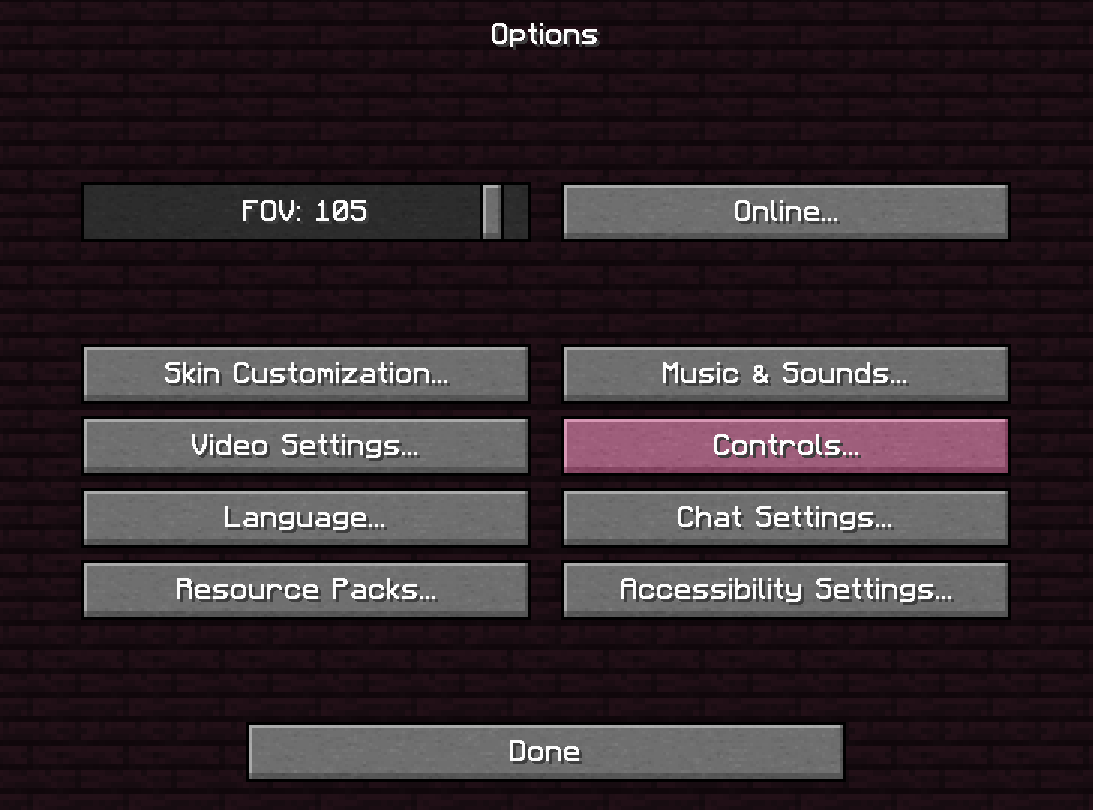 Options
FOV: 105
Online...
Skin Customization...
Music & Sounds...
Video Settings...
Controls...
Language...
Chat Settings...
Resource Packs...
Accessibility Settings...
Done